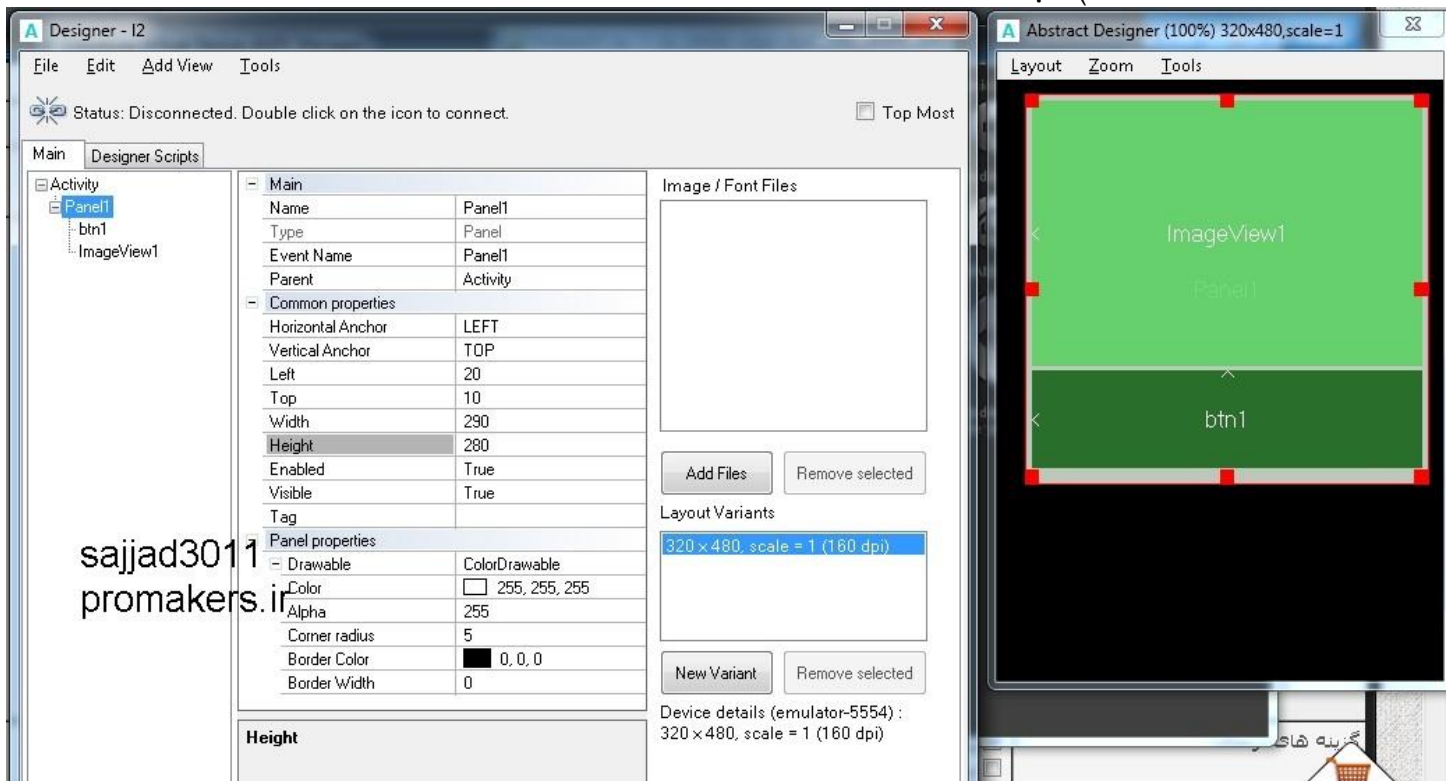 Designer - l2
File Edit Add View Tools
Status: Disconnected. Double click on the icon to connect.
Top Most
Main Designer Scripts
Activity
Panel1
btn1
ImageView1
Main
Name Panel1
Type Panel
Event Name Panel1
Parent Activity
Common properties
Horizontal Anchor LEFT
Vertical Anchor TOP
Left 20
Top 10
Width 290
Height 280
Enabled True
Visible True
Tag
Panel properties
Drawable ColorDrawable
Color 255, 255, 255
Alpha 255
Corner radius 5
Border Color 0, 0, 0
Border Width 0
Height
Image / Font Files
Add Files Remove selected
Layout Variants
320 x 480, scale = 1 (160 dpi)
New Variant Remove selected
Device details (emulator-5554) :
320 x 480, scale = 1 (160 dpi)
sajjad3011
promakers.ir
Abstract Designer (100%) 320x480,scale=1
Layout Zoom Tools
ImageView1
Panel1
btn1
گزینه های